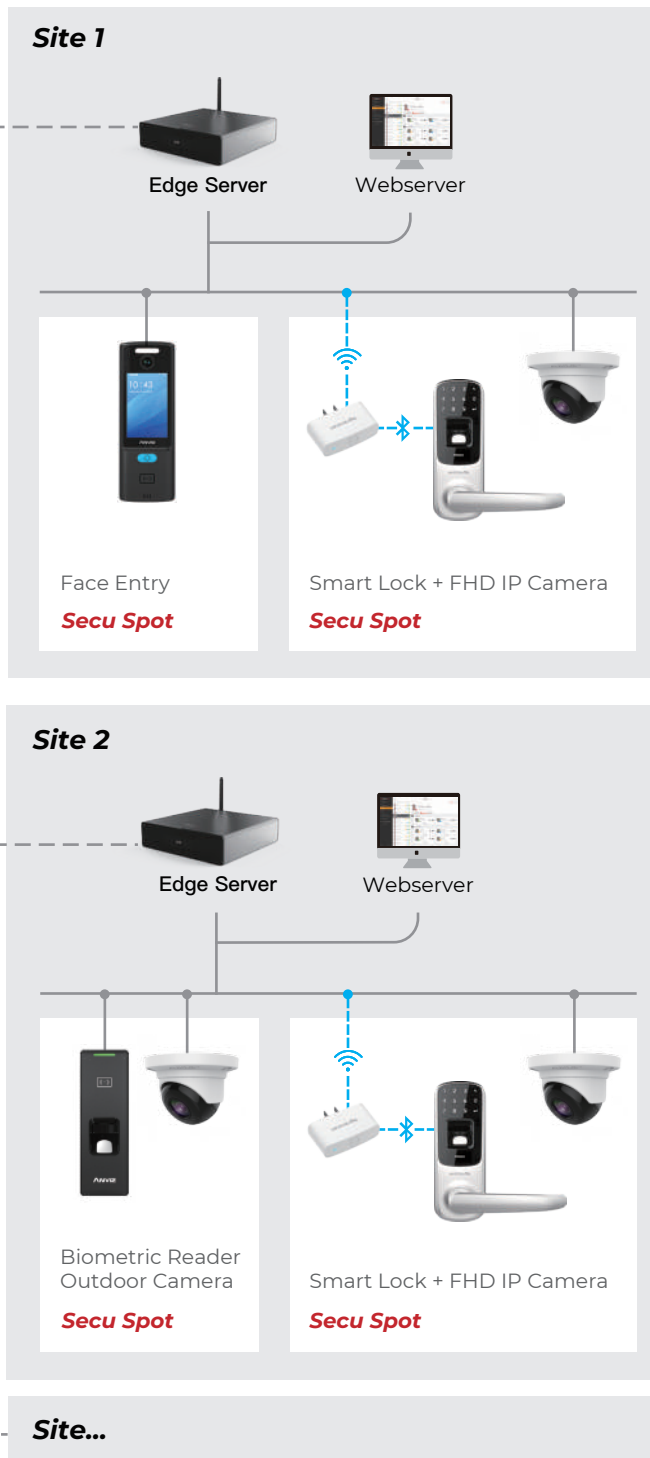 Site 1
Edge Server
Webserver
10:43
ANVIZ
Face Entry
Smart Lock + FHD IP Camera
Secu Spot
Secu Spot
Site 2
Edge Server
Webserver
ANVIZ
Biometric Reader
Outdoor Camera
Smart Lock + FHD IP Camera
Secu Spot
Secu Spot
Site...